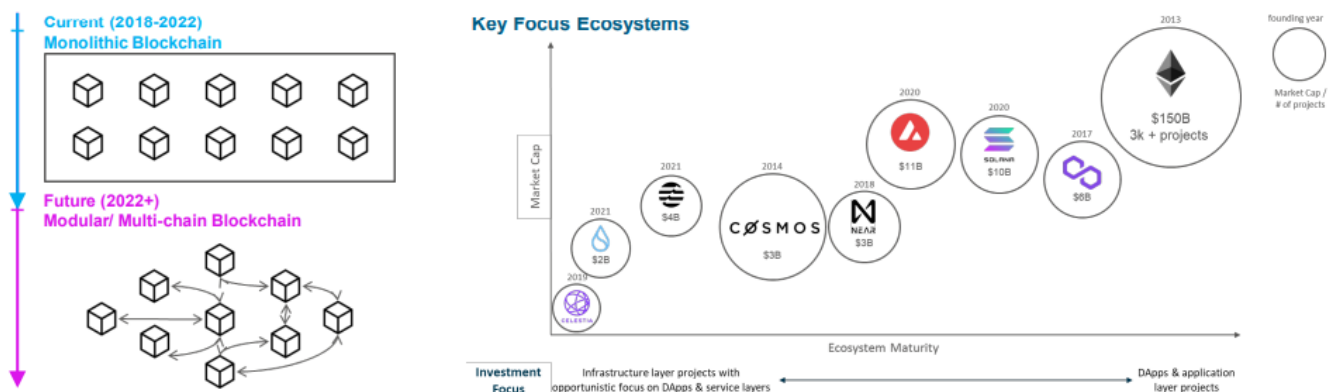 Current (2018-2022)
Monolithic Blockchain
Future (2022+)
Modular/ Multi-chain Blockchain
Key Focus Ecosystems
founding year
Market Cap /
# of projects
Market Cap
2013
$150B
3k + projects
2020
$11B
2020
SOLANA
$10B
2017
$6B
2021
$4B
2014
COSMOS
$3B
2018
NEAR
$3B
2021
$2B
2019
CELESTIA
Ecosystem Maturity
Investment
Focus
Infrastructure layer projects with
opportunistic focus on DApps & service layers
DApps & application
layer projects